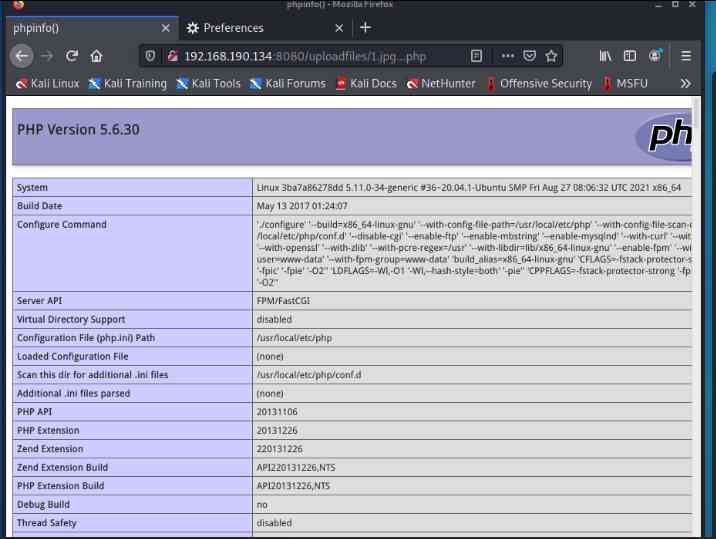 phpinfo() - Mozilla Firefox
phpinfo()
Preferences
192.168.190.134:8080/uploadfiles/1.jpg...php
Kali Linux Kali Training Kali Tools Kali Forums Kali Docs NetHunter Offensive Security MSFU
PHP Version 5.6.30
ph
System Linux 3ba7a86278dd 5.11.0-34-generic #36~20.04.1-Ubuntu SMP Fri Aug 27 08:06:32 UTC 2021 x86_64
Build Date May 13 2017 01:24:07
Configure Command './configure' '--build=x86_64-linux-gnu' '--with-config-file-path=/usr/local/etc/php' '--with-config-file-scan-
/local/etc/php/conf.d' '--disable-cgi' '--enable-ftp' '--enable-mbstring' '--enable-mysqlnd' '--with-curl' '--wit
'--with-openssl' '--with-zlib' '--with-pcre-regex=/usr' '--with-libdir=lib/x86_64-linux-gnu' '--enable-fpm' '--wi
user=www-data' '--with-fpm-group=www-data' 'build_alias=x86_64-linux-gnu' 'CFLAGS=-fstack-protector-s
'-fpic' '-fpie' '-O2'' 'LDFLAGS=-Wl,-O1 '-Wl,--hash-style=both' '-pie'' 'CPPFLAGS=-fstack-protector-strong '-fp
'-O2''
Server API FPM/FastCGI
Virtual Directory Support disabled
Configuration File (php.ini) Path /usr/local/etc/php
Loaded Configuration File (none)
Scan this dir for additional .ini files /usr/local/etc/php/conf.d
Additional .ini files parsed (none)
PHP API 20131106
PHP Extension 20131226
Zend Extension 220131226
Zend Extension Build API220131226,NTS
PHP Extension Build API20131226,NTS
Debug Build no
Thread Safety disabled